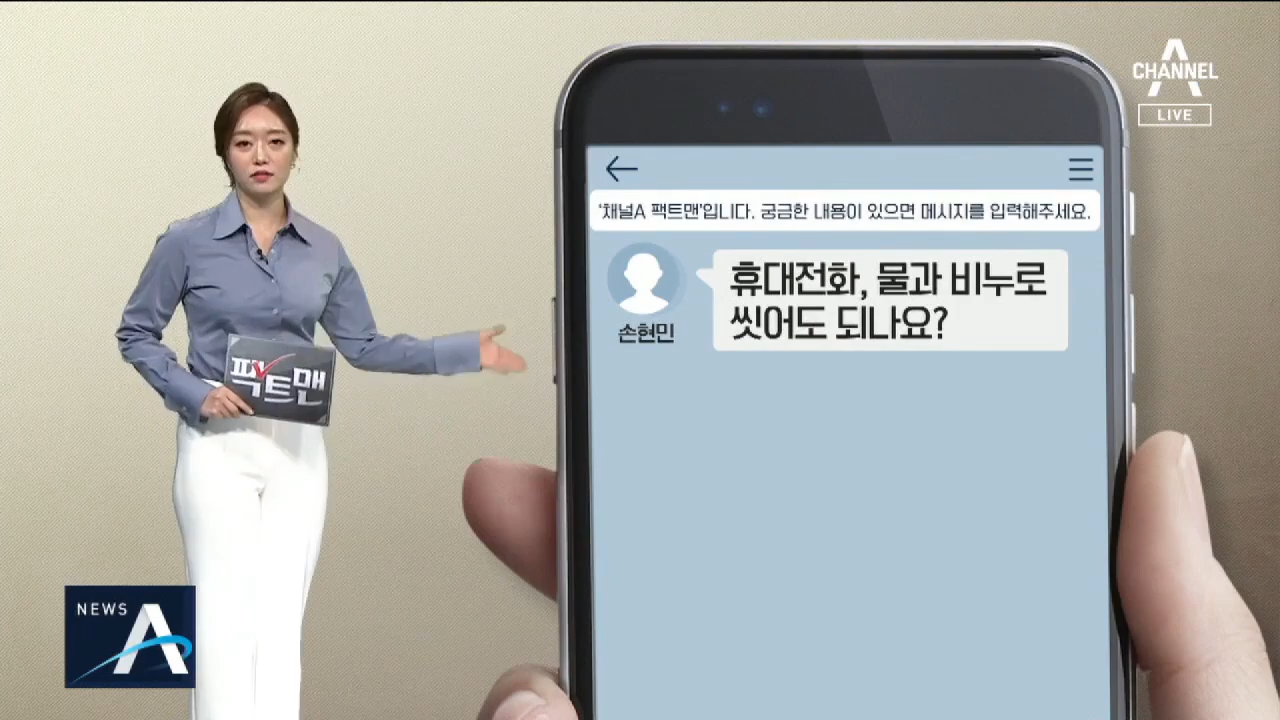 CHANNEL
A
LIVE
'채널A 팩트맨'입니다. 궁금한 내용이 있으면 메시지를 입력해주세요.
휴대전화, 물과 비누로
씻어도 되나요?
손현민
팩트맨
NEWS
A